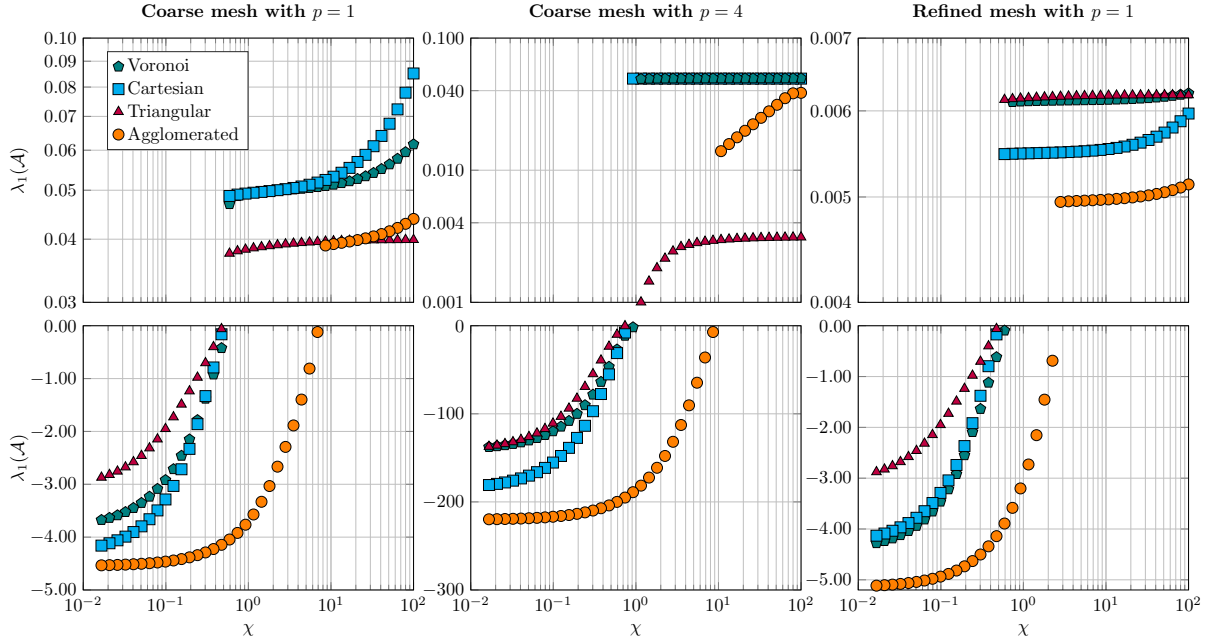 Coarse mesh with p = 1
Coarse mesh with p = 4
Refined mesh with p = 1
λ₁(𝒜)
0.10
0.09
0.08
0.07
0.06
0.05
0.04
0.03
Voronoi
Cartesian
Triangular
Agglomerated
0.100
0.040
0.010
0.004
0.001
0.007
0.006
0.005
0.004
λ₁(𝒜)
0.00
−1.00
−2.00
−3.00
−4.00
−5.00
10⁻² 10⁻¹ 10⁰ 10¹ 10²
χ
0
−100
−200
−300
10⁻² 10⁻¹ 10⁰ 10¹ 10²
χ
0.00
−1.00
−2.00
−3.00
−4.00
−5.00
10⁻² 10⁻¹ 10⁰ 10¹ 10²
χ